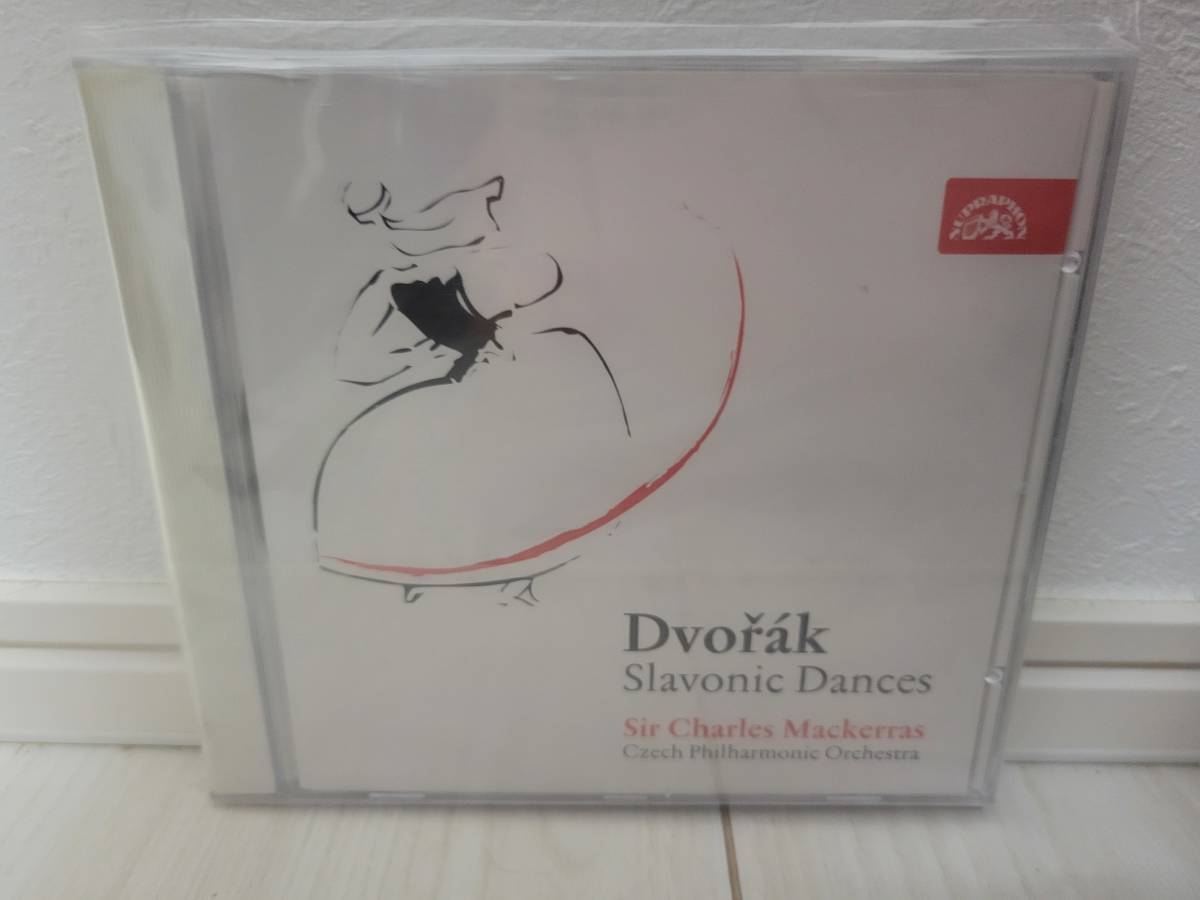 SUPRAPHON
Dvořák
Slavonic Dances
Sir Charles Mackerras
Czech Philharmonic Orchestra